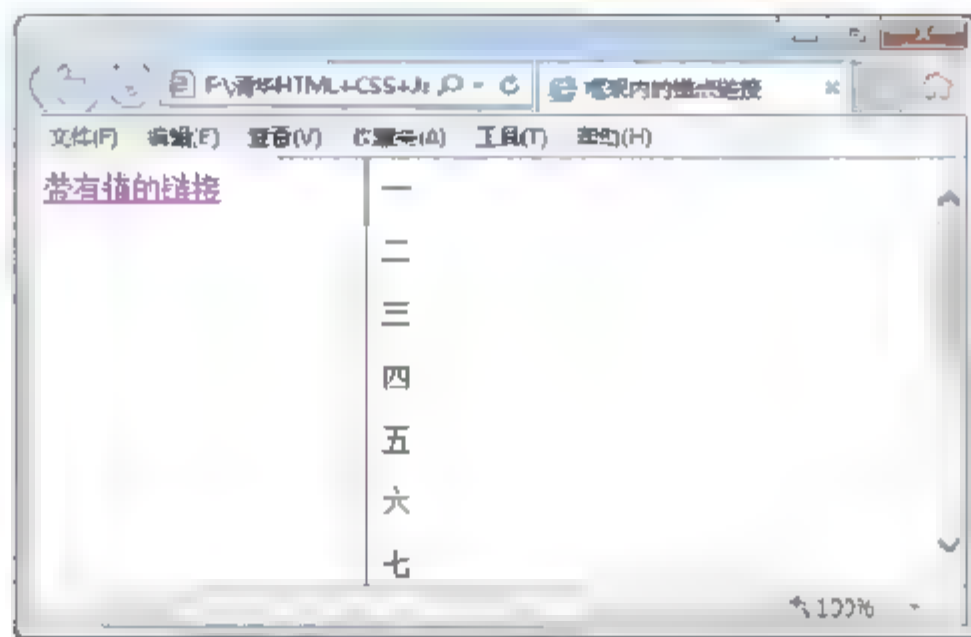 F:\清华HTML+CSS+Ja
框架内的锚点链接
文件(F) 编辑(E) 查看(V) 收藏夹(A) 工具(T) 帮助(H)
带有值的链接
一
二
三
四
五
六
七
100%